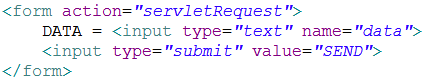 <form action="servletRequest">
    DATA = <input type="text" name="data">
    <input type="submit" value="SEND">
</form>